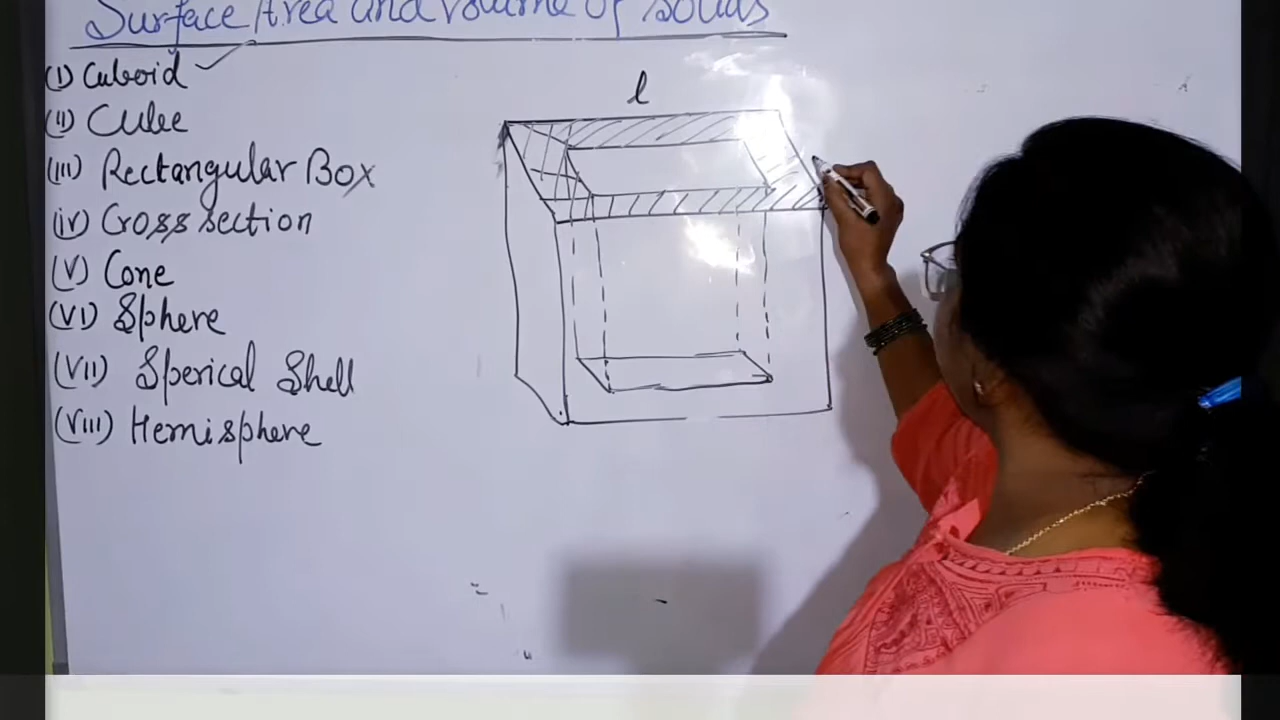 Surface Area and Volume of Solids
(I) Cuboid
(II) Cube
(III) Rectangular Box
(iv) Cross section
(V) Cone
(VI) Sphere
(VII) Sperical Shell
(VIII) Hemisphere
l